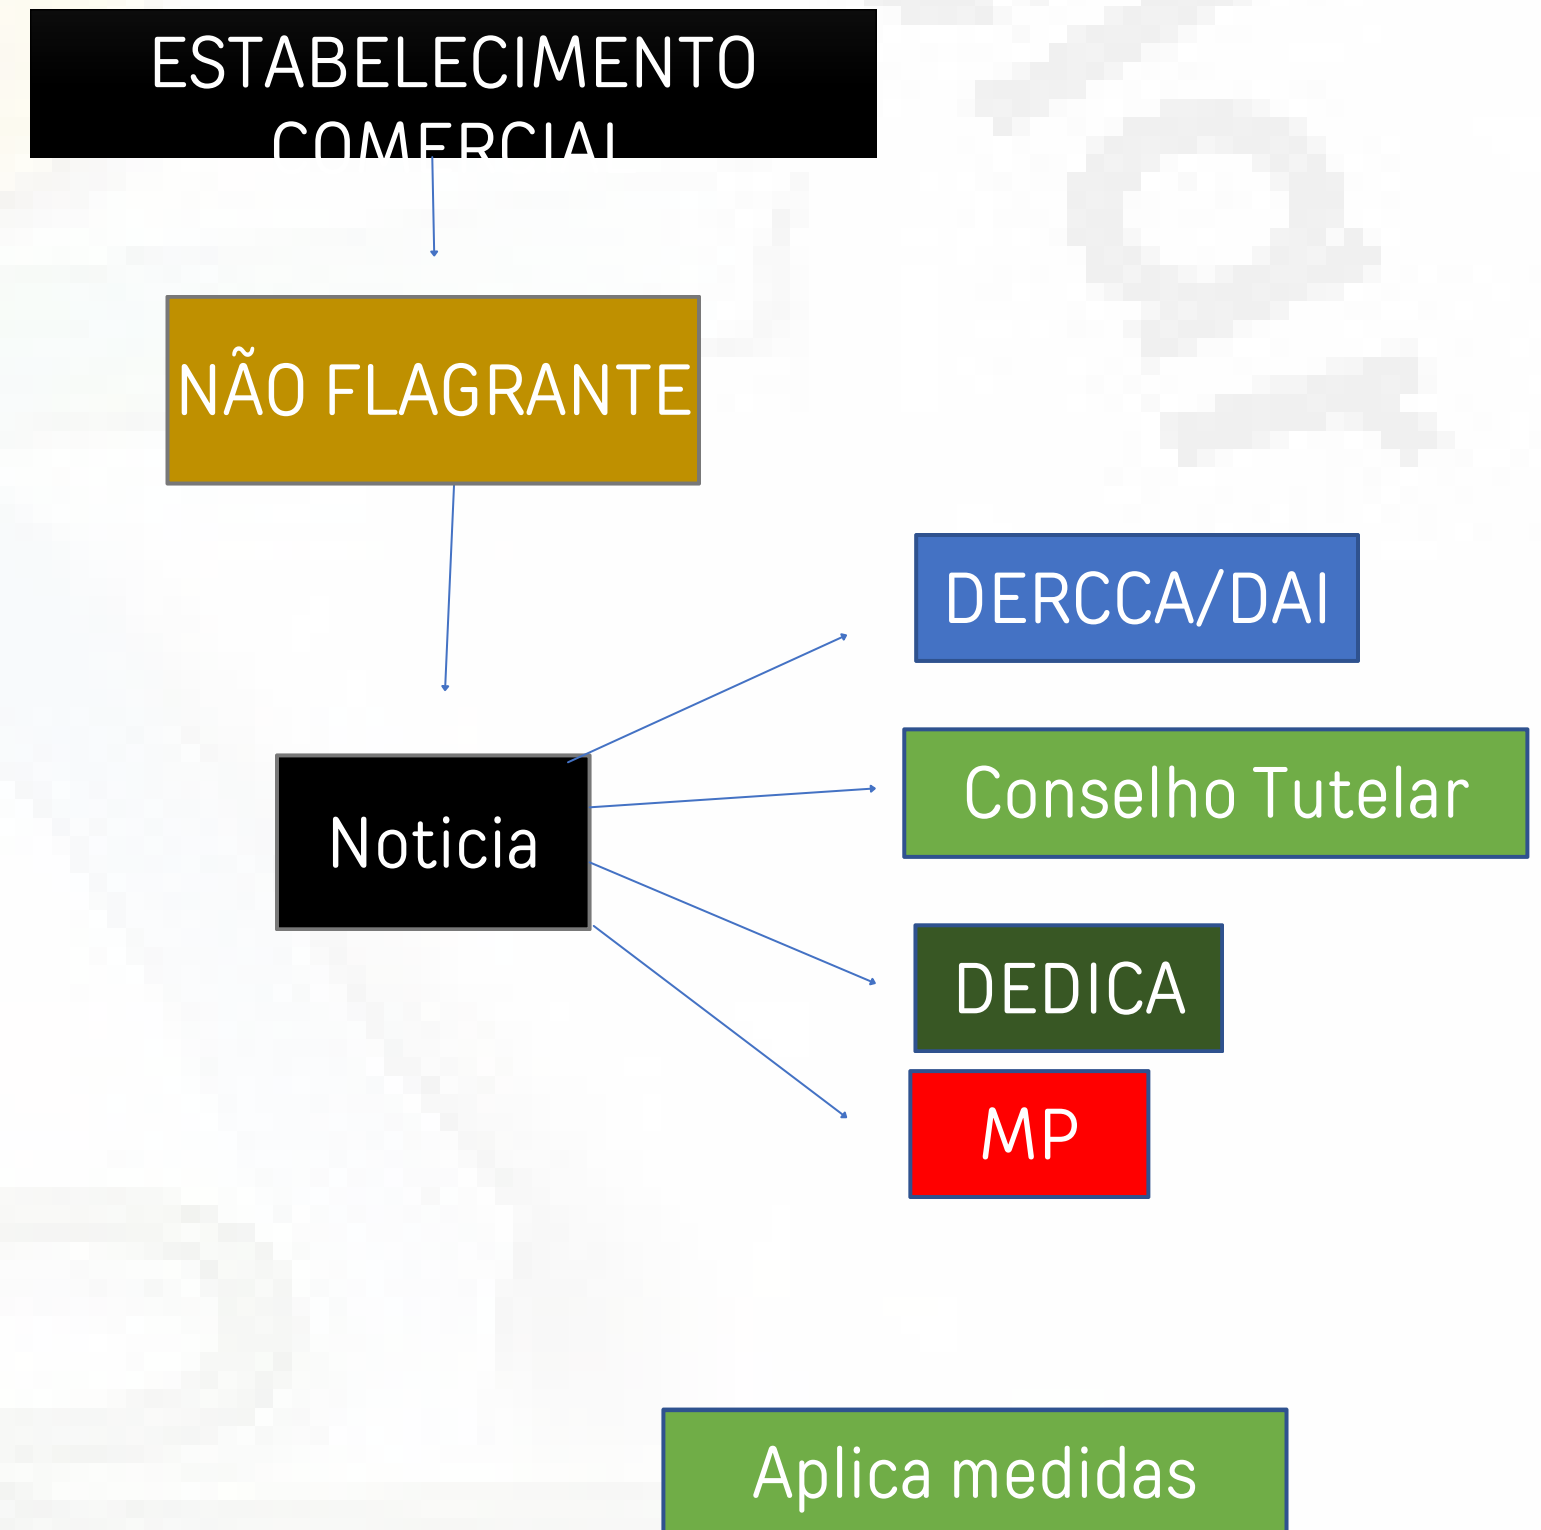 ESTABELECIMENTO
COMERCIAL
NÃO FLAGRANTE
DERCCA/DAI
Conselho Tutelar
Noticia
DEDICA
MP
Aplica medidas